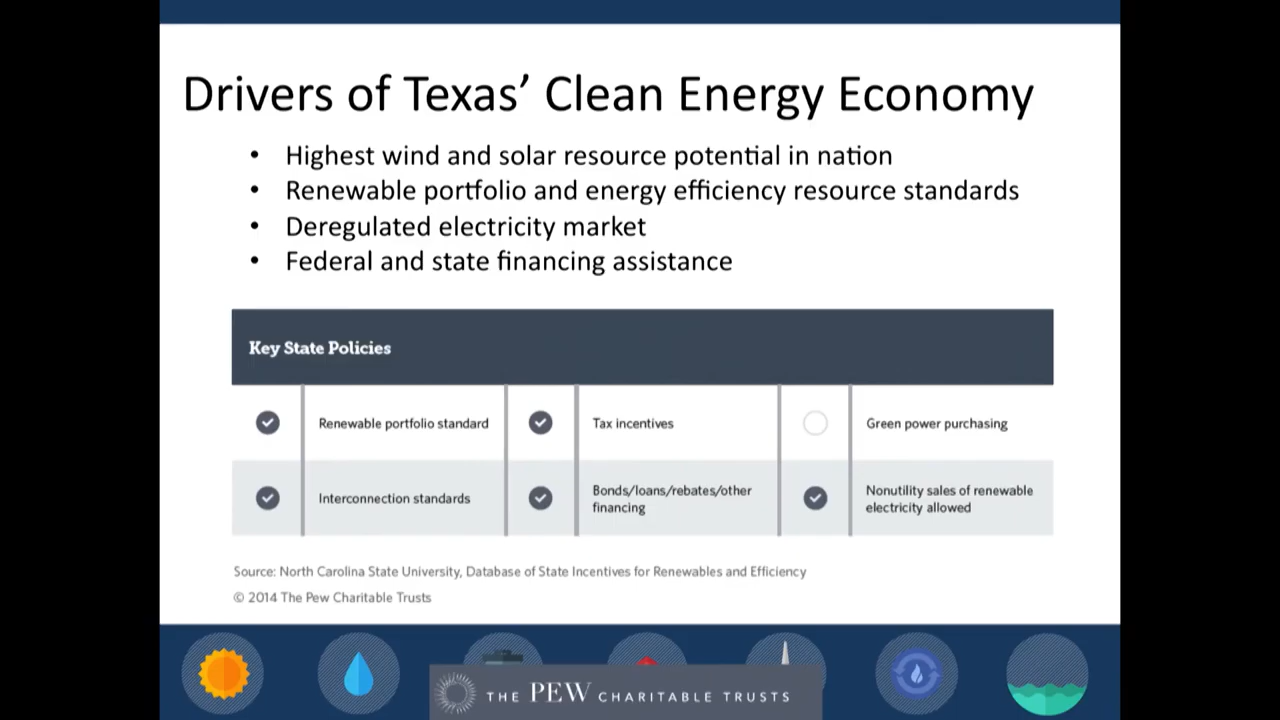 Drivers of Texas’ Clean Energy Economy
• Highest wind and solar resource potential in nation
• Renewable portfolio and energy efficiency resource standards
• Deregulated electricity market
• Federal and state financing assistance
Key State Policies
Renewable portfolio standard
Tax incentives
Green power purchasing
Interconnection standards
Bonds/loans/rebates/other
financing
Nonutility sales of renewable
electricity allowed
Source: North Carolina State University, Database of State Incentives for Renewables and Efficiency
© 2014 The Pew Charitable Trusts
THE PEW CHARITABLE TRUSTS